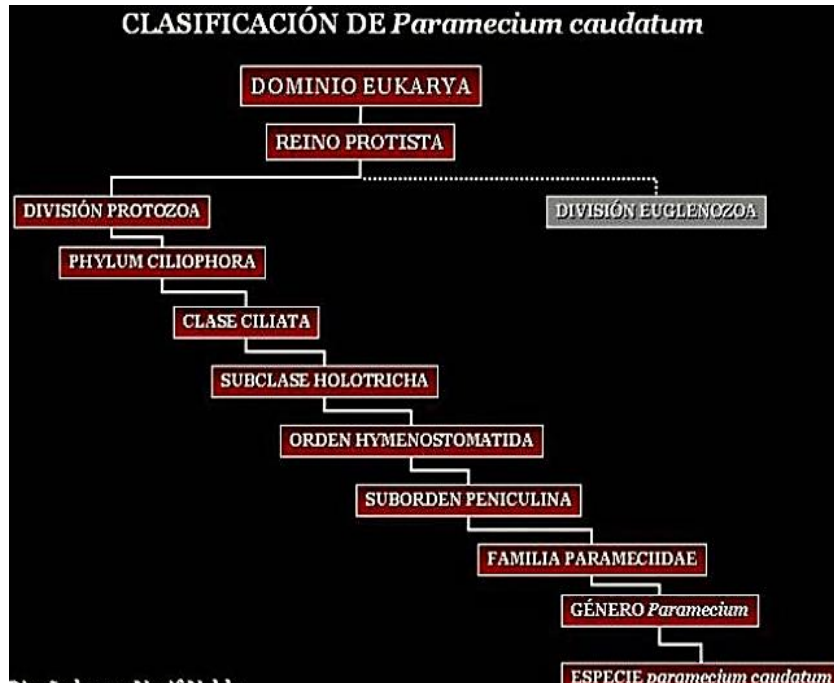 CLASIFICACIÓN DE Paramecium caudatum
DOMINIO EUKARYA
REINO PROTISTA
DIVISIÓN PROTOZOA
DIVISIÓN EUGLENOZOA
PHYLUM CILIOPHORA
CLASE CILIATA
SUBCLASE HOLOTRICHA
ORDEN HYMENOSTOMATIDA
SUBORDEN PENICULINA
FAMILIA PARAMECIIDAE
GÉNERO Paramecium
ESPECIE paramecium caudatum